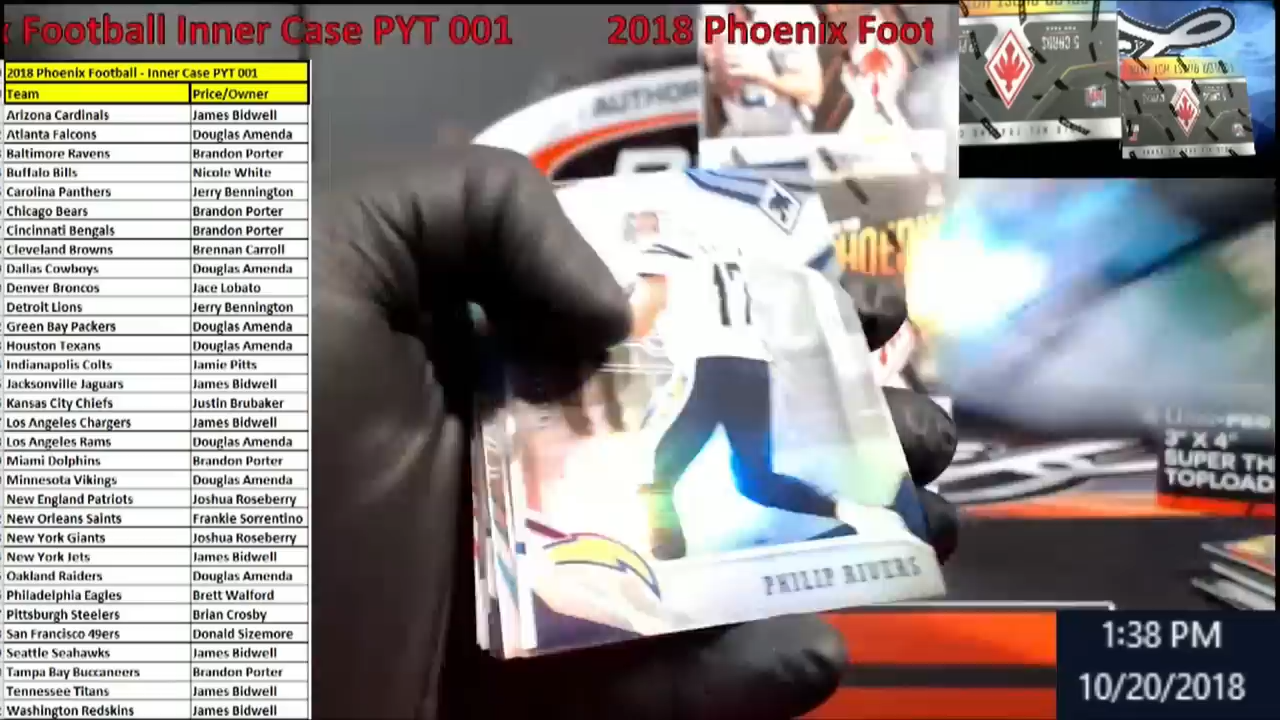 x Football Inner Case PYT 001 2018 Phoenix Foot
2018 Phoenix Football - Inner Case PYT 001
Team Price/Owner
Arizona Cardinals James Bidwell
Atlanta Falcons Douglas Amenda
Baltimore Ravens Brandon Porter
Buffalo Bills Nicole White
Carolina Panthers Jerry Bennington
Chicago Bears Brandon Porter
Cincinnati Bengals Brandon Porter
Cleveland Browns Brennan Carroll
Dallas Cowboys Douglas Amenda
Denver Broncos Jace Lobato
Detroit Lions Jerry Bennington
Green Bay Packers Douglas Amenda
Houston Texans Douglas Amenda
Indianapolis Colts Jamie Pitts
Jacksonville Jaguars James Bidwell
Kansas City Chiefs Justin Brubaker
Los Angeles Chargers James Bidwell
Los Angeles Rams Douglas Amenda
Miami Dolphins Brandon Porter
Minnesota Vikings Douglas Amenda
New England Patriots Joshua Roseberry
New Orleans Saints Frankie Sorrentino
New York Giants Joshua Roseberry
New York Jets James Bidwell
Oakland Raiders Douglas Amenda
Philadelphia Eagles Brett Walford
Pittsburgh Steelers Brian Crosby
San Francisco 49ers Donald Sizemore
Seattle Seahawks James Bidwell
Tampa Bay Buccaneers Brandon Porter
Tennessee Titans James Bidwell
Washington Redskins James Bidwell
AUTHOR
17
PHILIP RIVERS
3" X 4"
SUPER TH
TOPLOAD
1:38 PM
10/20/2018